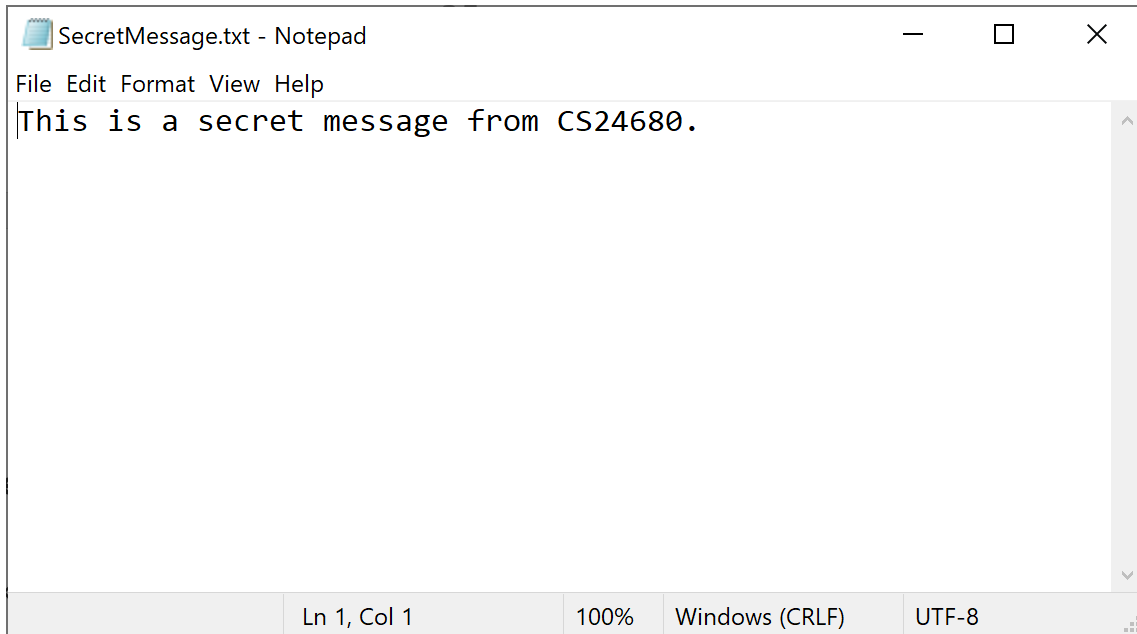 SecretMessage.txt - Notepad
File Edit Format View Help
This is a secret message from CS24680.
Ln 1, Col 1 100% Windows (CRLF) UTF-8